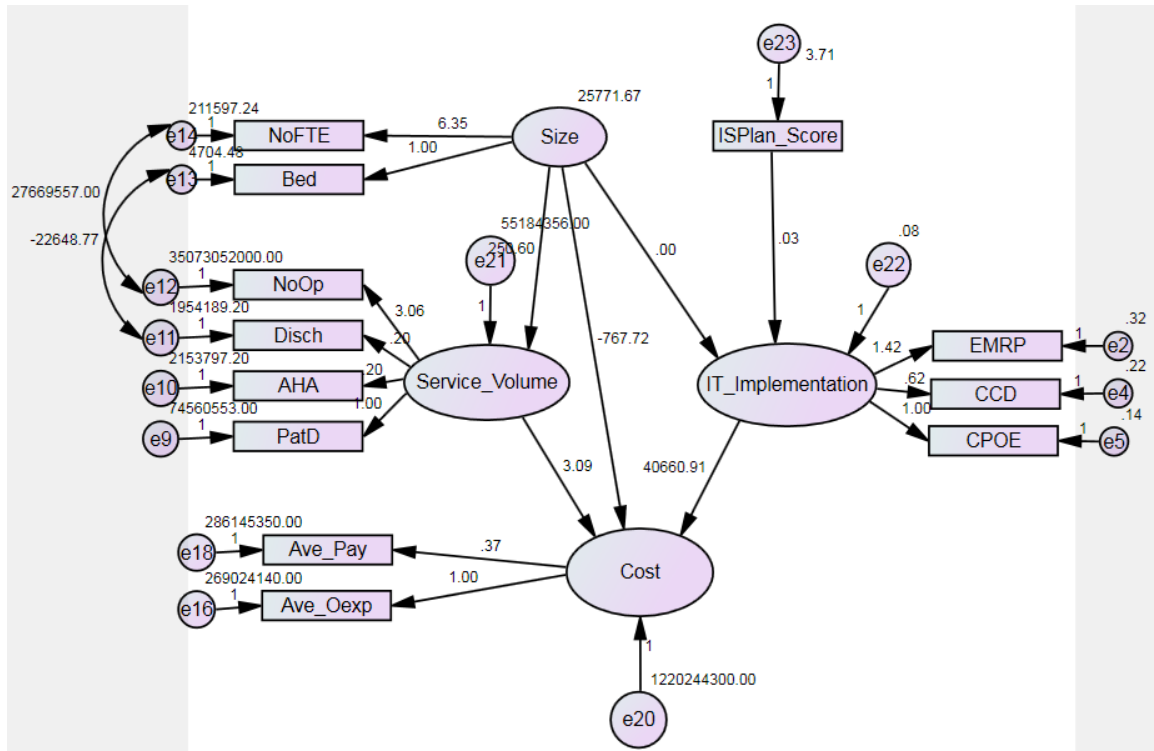 e23
3.71
1
25771.67
211597.24
1
e14
NoFTE
6.35
Size
ISPlan_Score
4704.48
1
e13
Bed
1.00
27669557.00
-22648.77
55184356.00
250.60
e21
1
.00
.03
.08
e22
1
35073052000.00
1
e12
NoOp
3.06
1954189.20
1
e11
Disch
.20
-767.72
2153797.20
1
e10
AHA
.20
Service_Volume
IT_Implementation
74560553.00
1
e9
PatD
1.00
1.42
EMRP
1
.32
e2
.62
CCD
1
.22
e4
1.00
CPOE
1
.14
e5
3.09
40660.91
286145350.00
1
e18
Ave_Pay
.37
Cost
269024140.00
1
e16
Ave_Oexp
1.00
1
1220244300.00
e20